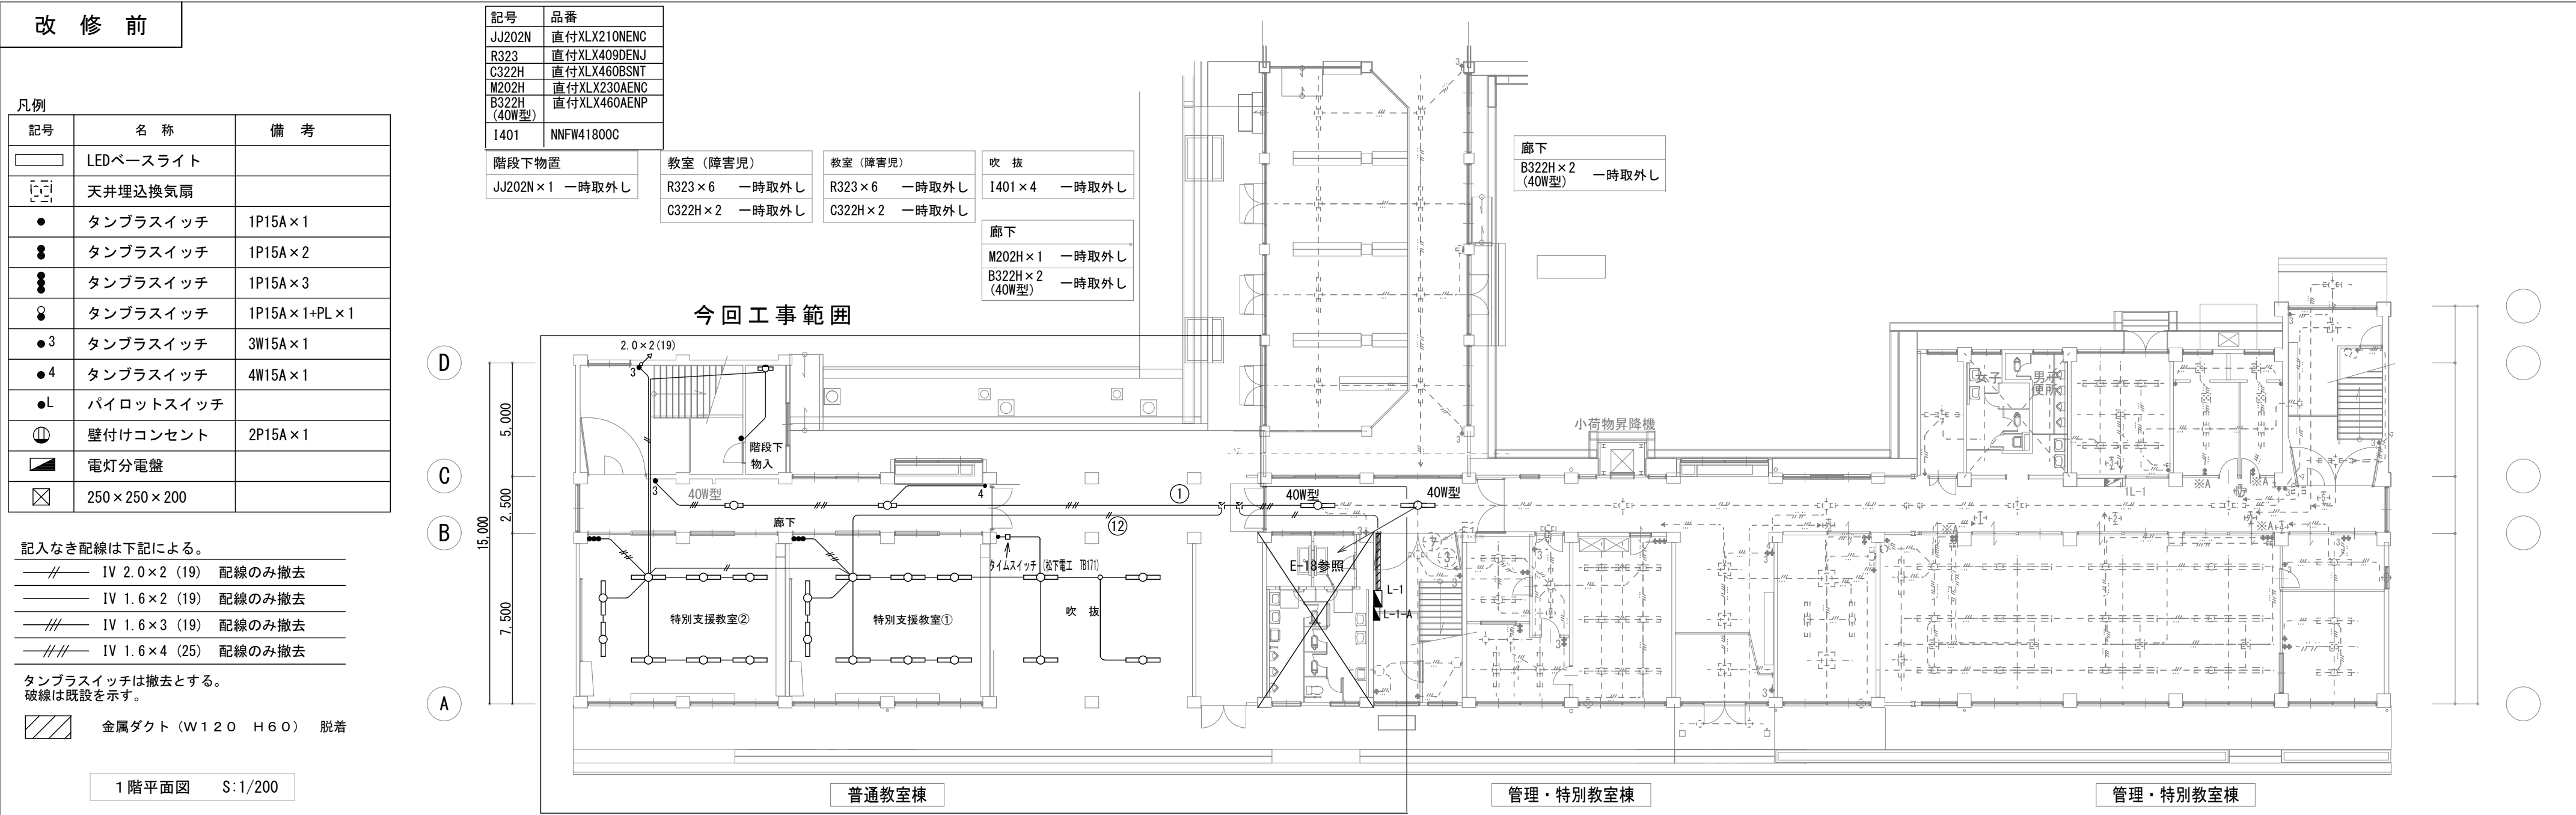 改 修 前
記号 品番
JJ202N 直付XLX210NENC
R323 直付XLX409DENJ
C322H 直付XLX460BSNT
M202H 直付XLX230AENC
B322H
(40W型) 直付XLX460AENP
I401 NNFW41800C
凡例
記号 名 称 備 考
LEDベースライト
天井埋込換気扇
タンブラスイッチ 1P15A×1
タンブラスイッチ 1P15A×2
タンブラスイッチ 1P15A×3
タンブラスイッチ 1P15A×1+PL×1
3 タンブラスイッチ 3W15A×1
4 タンブラスイッチ 4W15A×1
L パイロットスイッチ
壁付けコンセント 2P15A×1
電灯分電盤
250×250×200
記入なき配線は下記による。
IV 2.0×2 (19) 配線のみ撤去
IV 1.6×2 (19) 配線のみ撤去
IV 1.6×3 (19) 配線のみ撤去
IV 1.6×4 (25) 配線のみ撤去
タンブラスイッチは撤去とする。
破線は既設を示す。
金属ダクト（W120 H60） 脱着
1階平面図 S:1/200
階段下物置
JJ202N×1 一時取外し
教室（障害児）
R323×6 一時取外し
C322H×2 一時取外し
教室（障害児）
R323×6 一時取外し
C322H×2 一時取外し
吹 抜
I401×4 一時取外し
廊下
M202H×1 一時取外し
B322H×2
(40W型) 一時取外し
廊下
B322H×2
(40W型) 一時取外し
今回工事範囲
D
C
B
A
5,000
2,500
7,500
15,000
2.0×2(19)
3
階段下
物入
3
40W型
4
①
⑫
40W型
40W型
廊下
タイムスイッチ (松下電工 TB171)
特別支援教室②
特別支援教室①
吹 抜
E-18参照
L-1
L-1-A
小荷物昇降機
女子
男子
便所
1L-1
※A
※A
※A
※A
普通教室棟
管理・特別教室棟
管理・特別教室棟